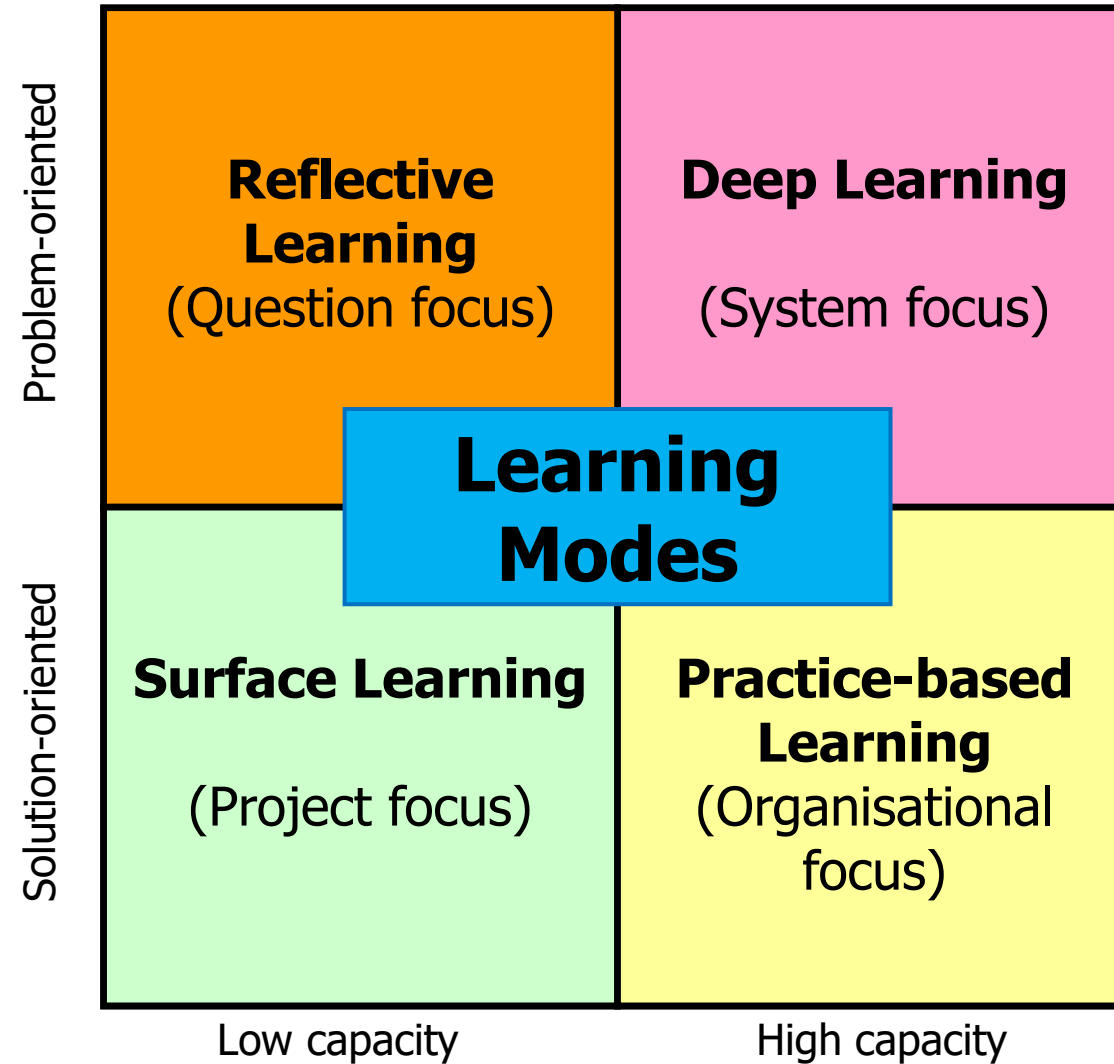 Problem-oriented
Reflective
Learning
(Question focus)
Deep Learning
(System focus)
Learning
Modes
Solution-oriented
Surface Learning
(Project focus)
Practice-based
Learning
(Organisational
focus)
Low capacity
High capacity